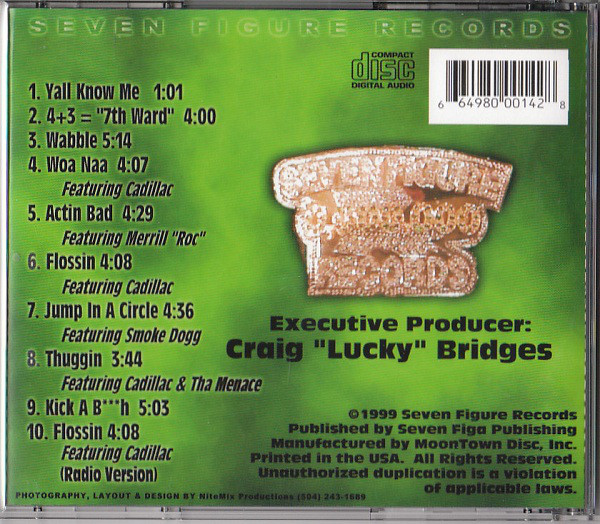 SEVEN FIGURE RECORDS
COMPACT
disc
DIGITAL AUDIO
6 64980 00142 8
1. Yall Know Me 1:01
2. 4+3 = "7th Ward" 4:00
3. Wabble 5:14
4. Woa Naa 4:07
Featuring Cadillac
5. Actin Bad 4:29
Featuring Merrill "Roc"
6. Flossin 4:08
Featuring Cadillac
7. Jump In A Circle 4:36
Featuring Smoke Dogg
8. Thuggin 3:44
Featuring Cadillac & Tha Menace
9. Kick A B***h 5:03
10. Flossin 4:08
Featuring Cadillac
(Radio Version)
SEVEN FIGURE
RECORDS
Executive Producer:
Craig "Lucky" Bridges
©1999 Seven Figure Records
Published by Seven Figa Publishing
Manufactured by MoonTown Disc, Inc.
Printed in the USA. All Rights Reserved.
Unauthorized duplication is a violation
of applicable laws.
PHOTOGRAPHY, LAYOUT & DESIGN BY NiteMix Productions (504) 243-1689